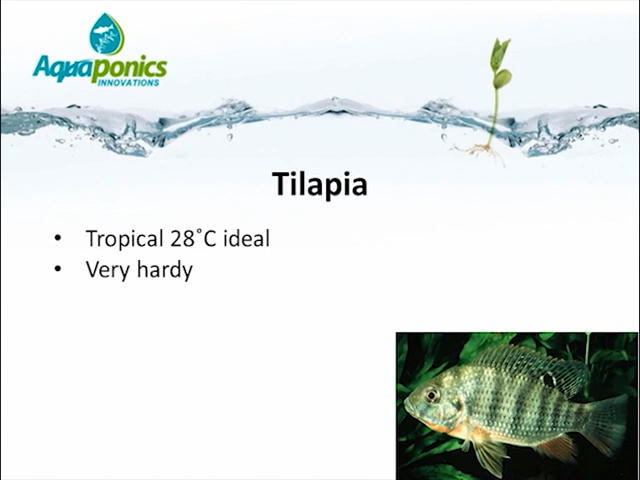 Aquaponics
INNOVATIONS
Tilapia
• Tropical 28˚C ideal
• Very hardy